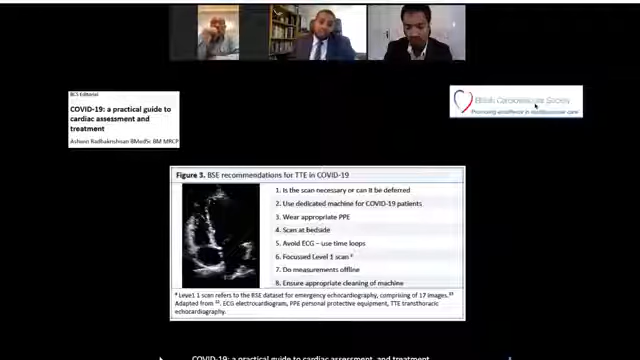 BCS Editorial
COVID-19: a practical guide to
cardiac assessment and
treatment
Ashwin Radhakrishnan BMedSc BM MRCP
British Cardiovascular Society
Promoting excellence in cardiovascular care
Figure 3. BSE recommendations for TTE in COVID-19
1. Is the scan necessary or can it be deferred
2. Use dedicated machine for COVID-19 patients
3. Wear appropriate PPE
4. Scan at bedside
5. Avoid ECG – use time loops
6. Focussed Level 1 scan
7. Do measurements offline
8. Ensure appropriate cleaning of machine
Level 1 scan refers to the BSE dataset for emergency echocardiography, comprising of 17 images.
Adapted from . ECG electrocardiogram, PPE personal protective equipment, TTE transthoracic
echocardiography.
COVID-19: a practical guide to cardiac assessment, and treatment